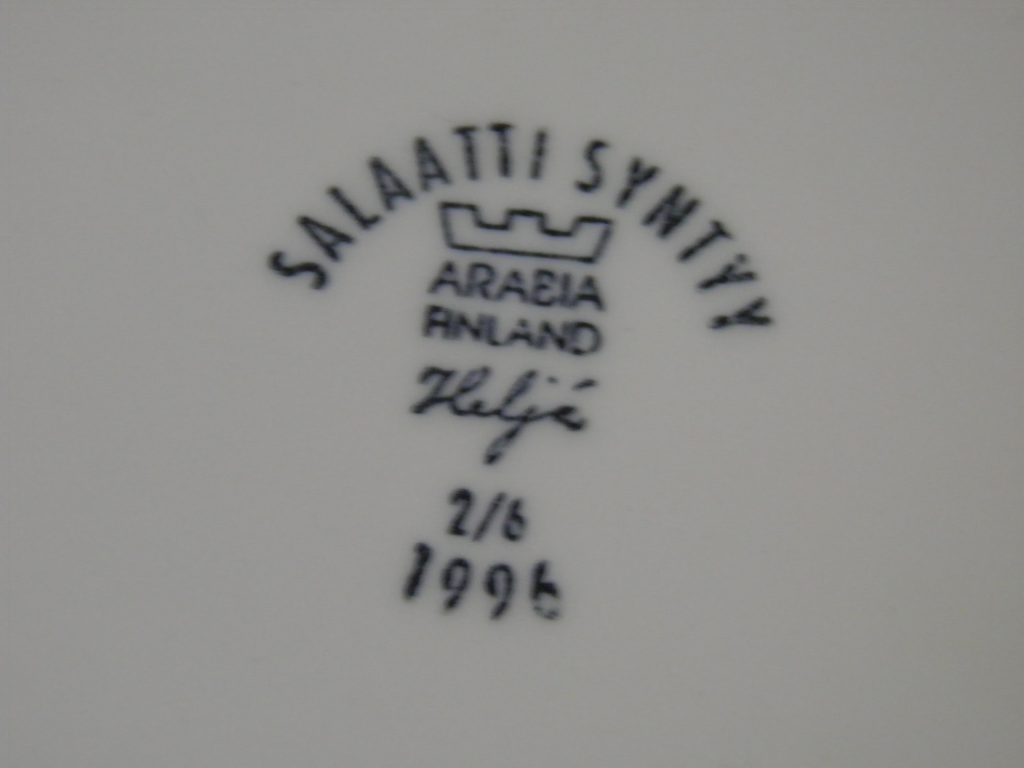 SALAATTI SYNTYY
ARABIA
FINLAND
Heljä
2/6
1996